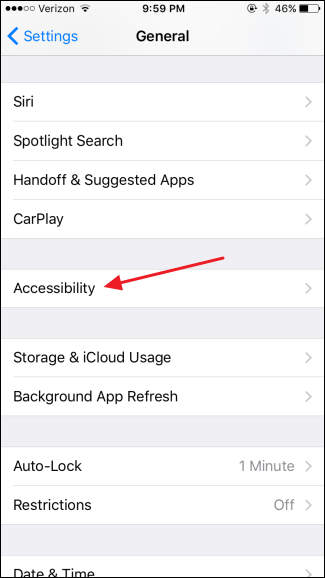 Verizon 9:59 PM 46%
Settings General
Siri
Spotlight Search
Handoff & Suggested Apps
CarPlay
Accessibility
Storage & iCloud Usage
Background App Refresh
Auto-Lock 1 Minute
Restrictions Off
Date & Time